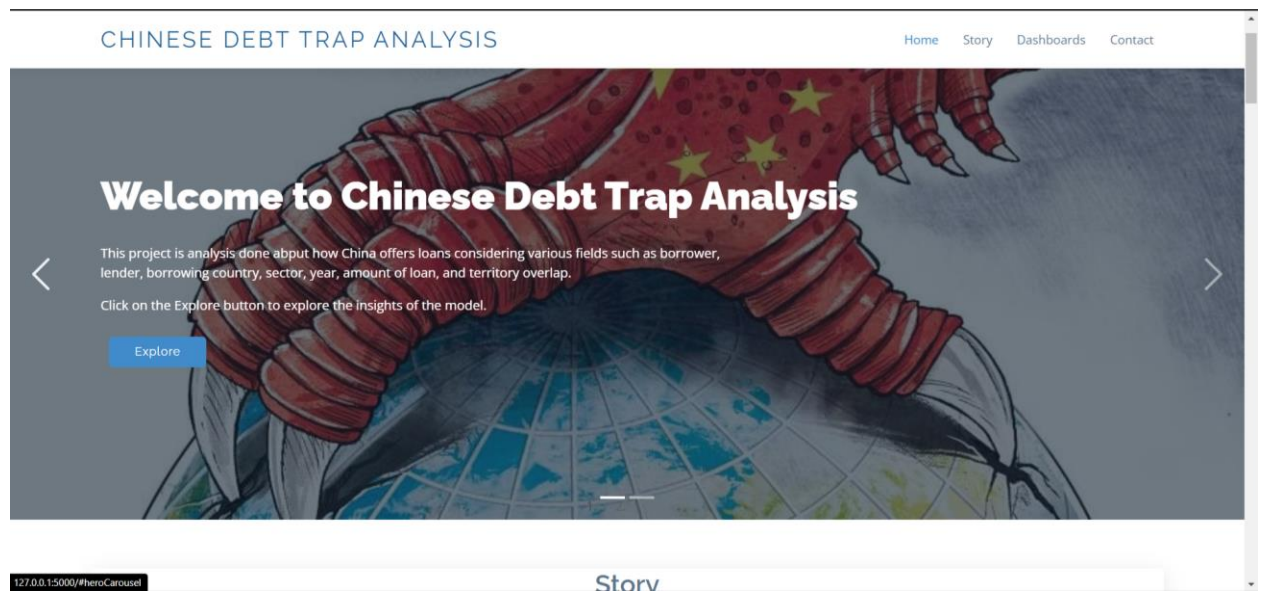 CHINESE DEBT TRAP ANALYSIS
Home Story Dashboards Contact
Welcome to Chinese Debt Trap Analysis
This project is analysis done abput how China offers loans considering various fields such as borrower,
lender, borrowing country, sector, year, amount of loan, and territory overlap.
Click on the Explore button to explore the insights of the model.
Explore
Story
127.0.0.1:5000/#heroCarousel